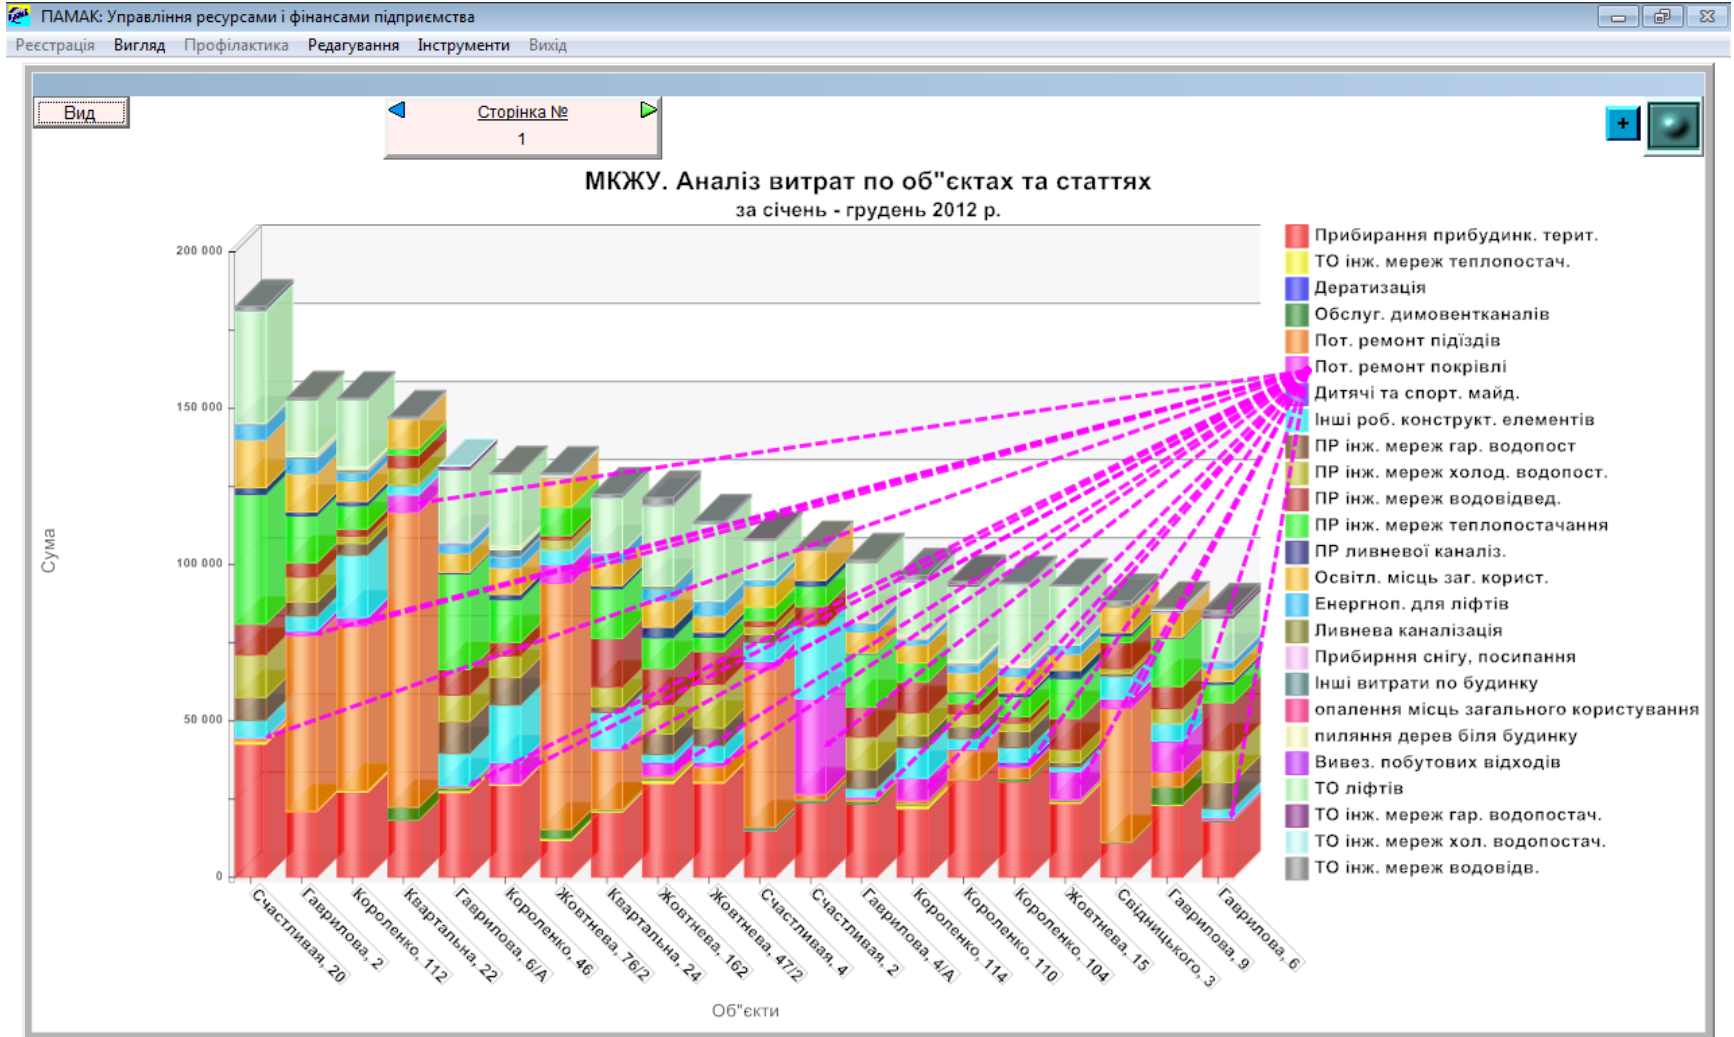 ПАМАК: Управління ресурсами і фінансами підприємства
Реєстрація Вигляд Профілактика Редагування Інструменти Вихід
Вид
Сторінка №
1
+
МКЖУ. Аналіз витрат по об"єктах та статтях
за січень - грудень 2012 р.
200 000
150 000
100 000
50 000
0
Сума
Счастливая, 20
Гаврилова, 2
Короленко, 112
Квартальна, 22
Гаврилова, 6/А
Короленко, 46
Жовтнева, 76/2
Квартальна, 24
Жовтнева, 162
Жовтнева, 47/2
Счастливая, 4
Счастливая, 2
Гаврилова, 4/А
Короленко, 114
Короленко, 110
Короленко, 104
Жовтнева, 15
Свідницького, 3
Гаврилова, 9
Гаврилова, 6
Об"єкти
Прибирання прибудинк. терит.
ТО інж. мереж теплопостач.
Дератизація
Обслуг. димовентканалів
Пот. ремонт підїздів
Пот. ремонт покрівлі
Дитячі та спорт. майд.
Інші роб. конструкт. елементів
ПР інж. мереж гар. водопост
ПР інж. мереж холод. водопост.
ПР інж. мереж водовідвед.
ПР інж. мереж теплопостачання
ПР ливневої каналіз.
Освітл. місць заг. корист.
Енергноп. для ліфтів
Ливнева каналізація
Прибирння снігу, посипання
Інші витрати по будинку
опалення місць загального користування
пиляння дерев біля будинку
Вивез. побутових відходів
ТО ліфтів
ТО інж. мереж гар. водопостач.
ТО інж. мереж хол. водопостач.
ТО інж. мереж водовідв.